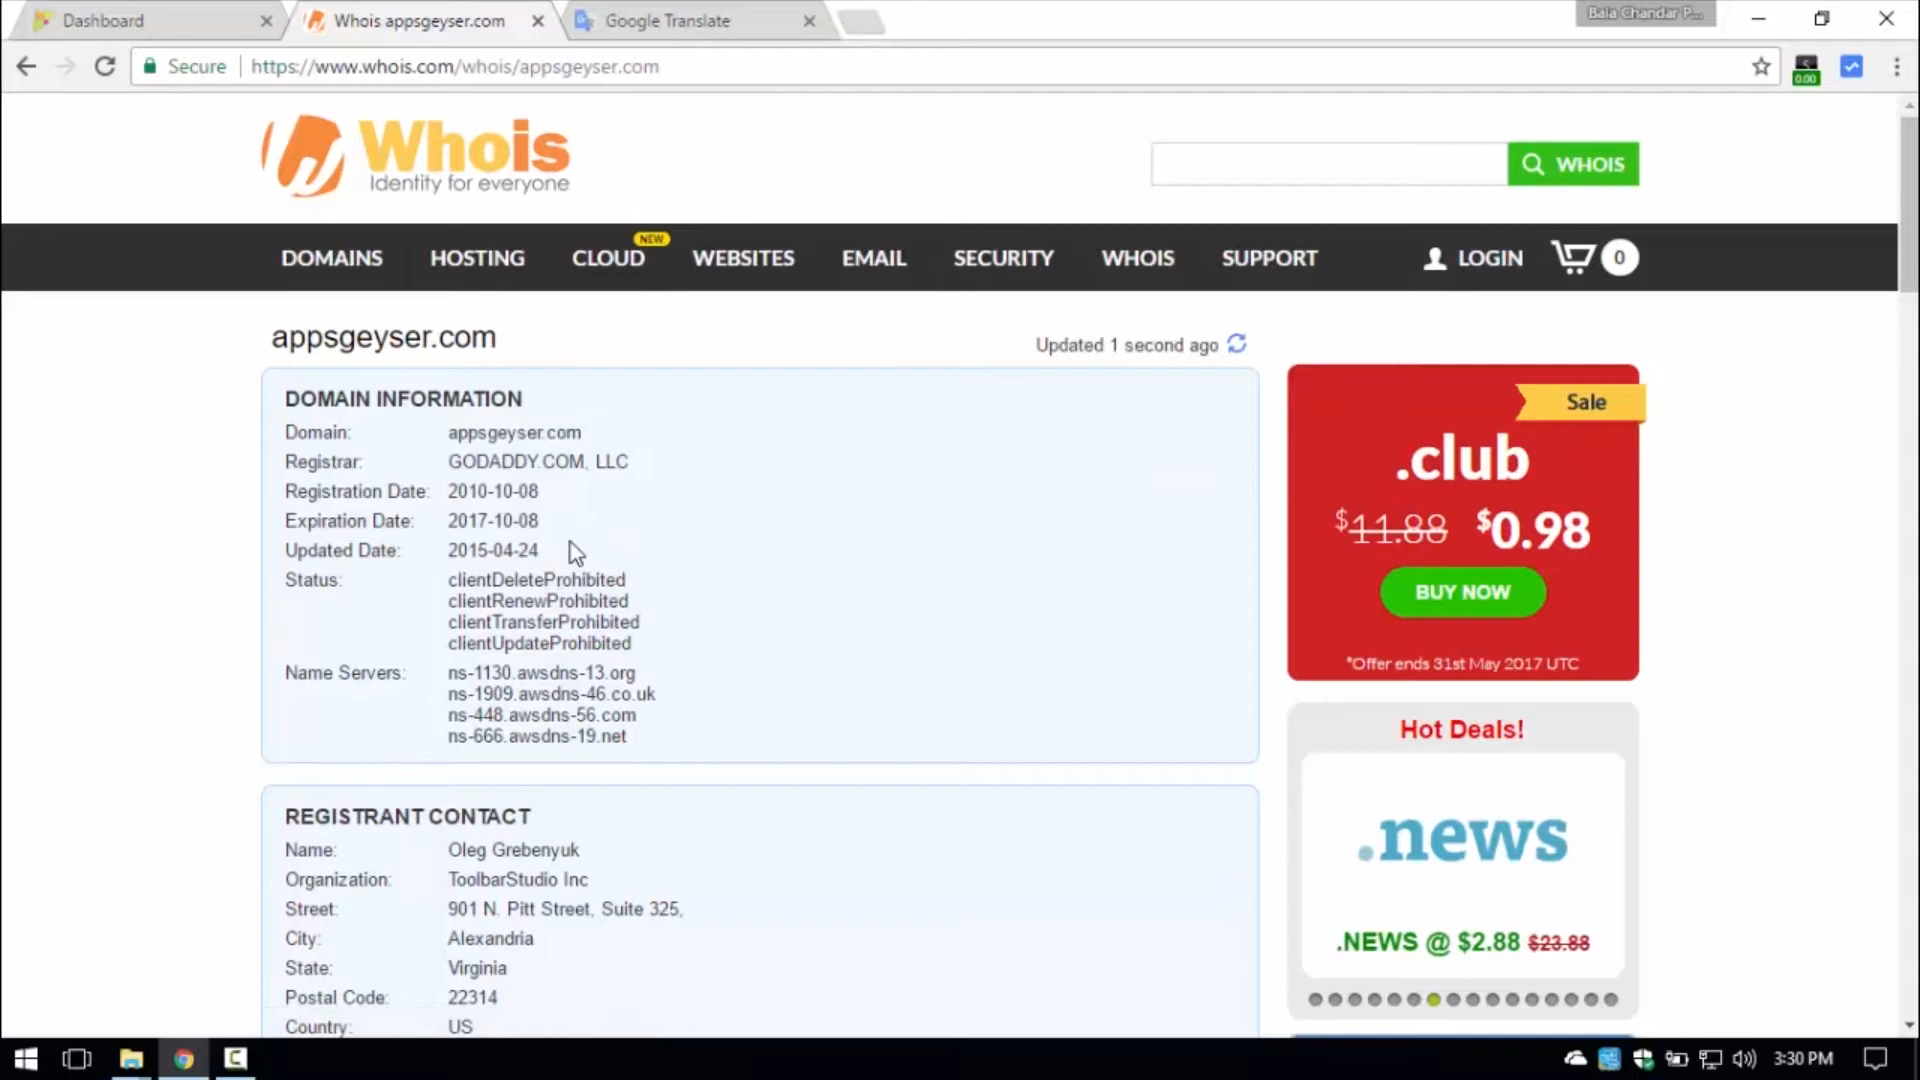 Dashboard
Whois appsgeyser.com
Google Translate
Bala Chandar P...
Secure
https://www.whois.com/whois/appsgeyser.com
0.00
Whois
Identity for everyone
WHOIS
DOMAINS
HOSTING
CLOUD
NEW
WEBSITES
EMAIL
SECURITY
WHOIS
SUPPORT
LOGIN
0
appsgeyser.com
Updated 1 second ago
DOMAIN INFORMATION
Domain: appsgeyser.com
Registrar: GODADDY.COM, LLC
Registration Date: 2010-10-08
Expiration Date: 2017-10-08
Updated Date: 2015-04-24
Status: clientDeleteProhibited
clientRenewProhibited
clientTransferProhibited
clientUpdateProhibited
Name Servers: ns-1130.awsdns-13.org
ns-1909.awsdns-46.co.uk
ns-448.awsdns-56.com
ns-666.awsdns-19.net
REGISTRANT CONTACT
Name: Oleg Grebenyuk
Organization: ToolbarStudio Inc
Street: 901 N. Pitt Street, Suite 325,
City: Alexandria
State: Virginia
Postal Code: 22314
Country: US
Sale
.club
$11.88 $0.98
BUY NOW
*Offer ends 31st May 2017 UTC
Hot Deals!
.news
.NEWS @ $2.88 $23.88
3:30 PM